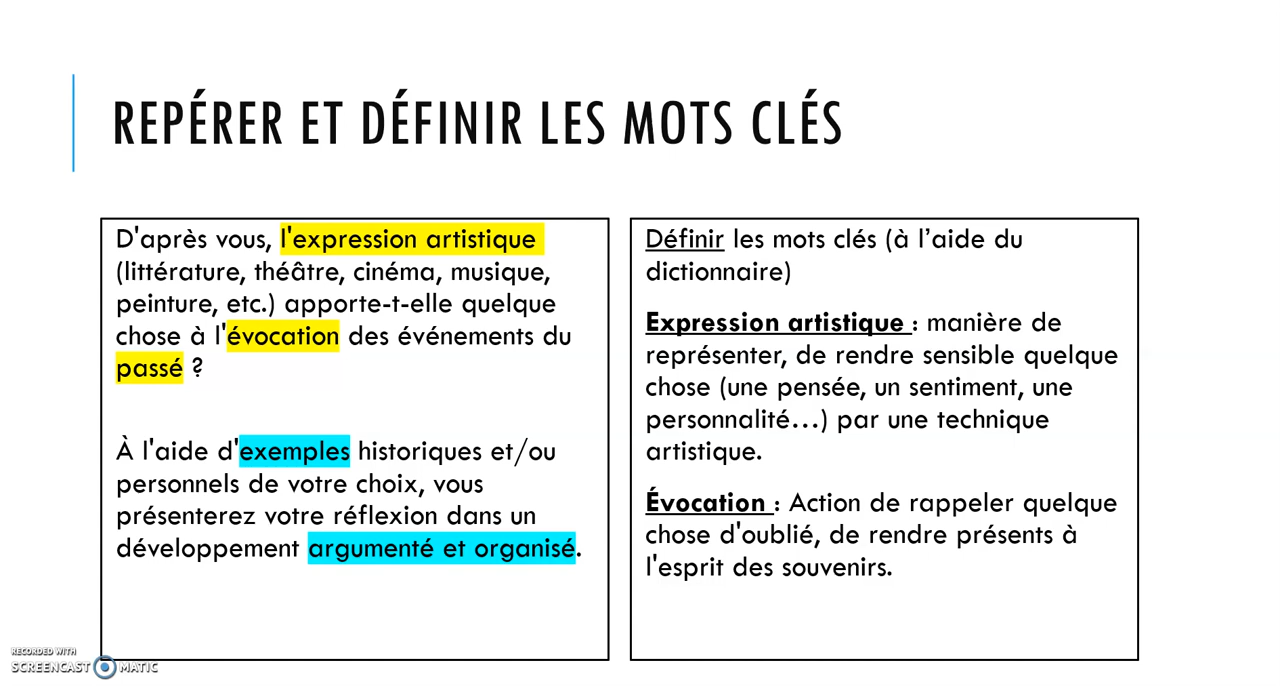 REPÉRER ET DÉFINIR LES MOTS CLÉS
D'après vous, l'expression artistique
(littérature, théâtre, cinéma, musique,
peinture, etc.) apporte-t-elle quelque
chose à l'évocation des événements du
passé ?
À l'aide d'exemples historiques et/ou
personnels de votre choix, vous
présenterez votre réflexion dans un
développement argumenté et organisé.
Définir les mots clés (à l’aide du
dictionnaire)
Expression artistique : manière de
représenter, de rendre sensible quelque
chose (une pensée, un sentiment, une
personnalité…) par une technique
artistique.
Évocation : Action de rappeler quelque
chose d'oublié, de rendre présents à
l'esprit des souvenirs.
RECORDED WITH
SCREENCAST MATIC